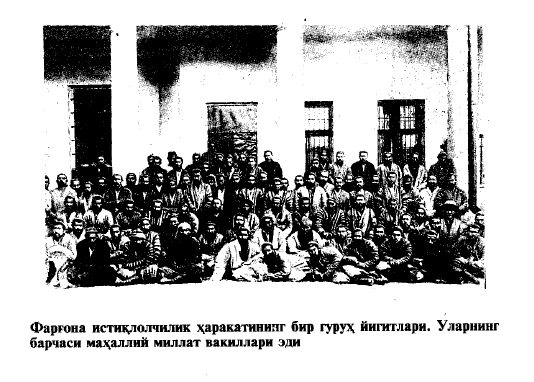 Фарғона истиқлолчилик ҳаракатининг бир гуруҳ йигитлари. Уларнинг
барчаси маҳаллий миллат вакиллари эди